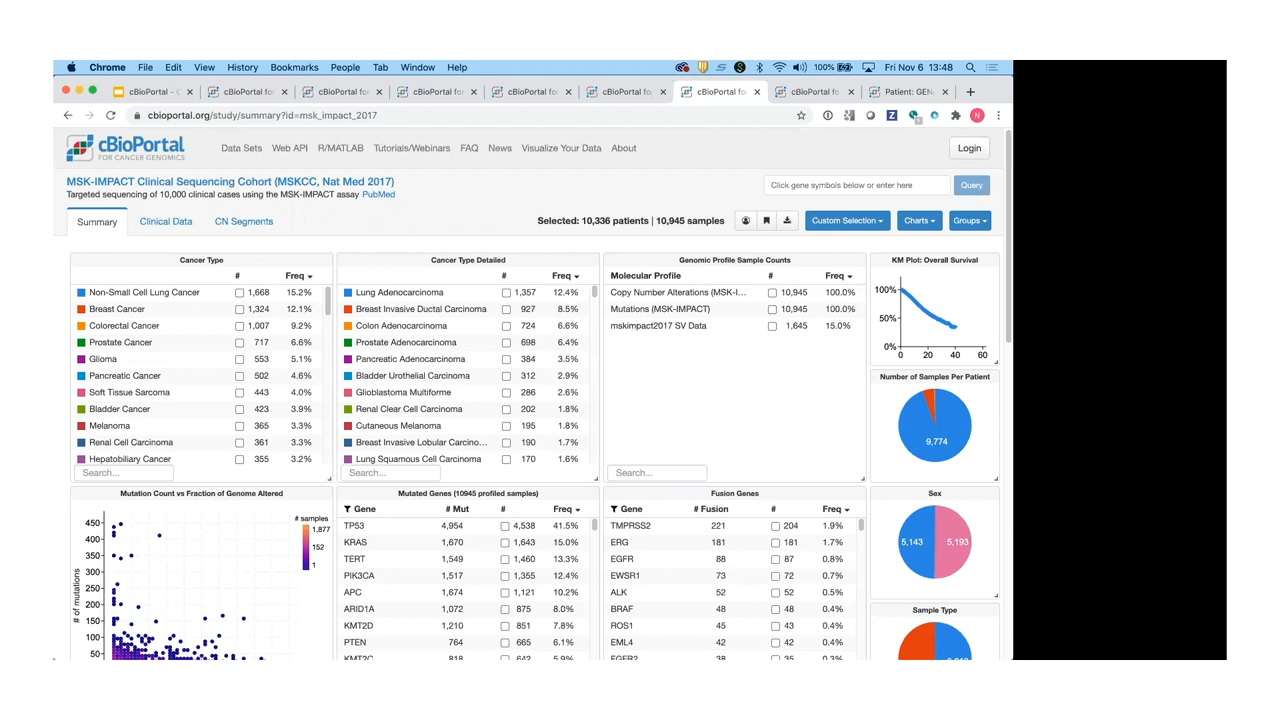 Chrome File Edit View History Bookmarks People Tab Window Help 100% Fri Nov 6 13:48
cBioPortal - C cBioPortal for cBioPortal for cBioPortal for cBioPortal for cBioPortal fo cBioPortal fo cBioPortal fo Patient: GEN
cbioportal.org/study/summary?id=msk_impact_2017
cBioPortal
FOR CANCER GENOMICS
Data Sets Web API R/MATLAB Tutorials/Webinars FAQ News Visualize Your Data About Login
MSK-IMPACT Clinical Sequencing Cohort (MSKCC, Nat Med 2017)
Targeted sequencing of 10,000 clinical cases using the MSK-IMPACT assay PubMed
Click gene symbols below or enter here Query
Summary Clinical Data CN Segments
Selected: 10,336 patients | 10,945 samples
Custom Selection Charts Groups
Cancer Type
# Freq
Non-Small Cell Lung Cancer 1,668 15.2%
Breast Cancer 1,324 12.1%
Colorectal Cancer 1,007 9.2%
Prostate Cancer 717 6.6%
Glioma 553 5.1%
Pancreatic Cancer 502 4.6%
Soft Tissue Sarcoma 443 4.0%
Bladder Cancer 423 3.9%
Melanoma 365 3.3%
Renal Cell Carcinoma 361 3.3%
Hepatobiliary Cancer 355 3.2%
Search...
Cancer Type Detailed
# Freq
Lung Adenocarcinoma 1,357 12.4%
Breast Invasive Ductal Carcinoma 927 8.5%
Colon Adenocarcinoma 724 6.6%
Prostate Adenocarcinoma 698 6.4%
Pancreatic Adenocarcinoma 384 3.5%
Bladder Urothelial Carcinoma 312 2.9%
Glioblastoma Multiforme 286 2.6%
Renal Clear Cell Carcinoma 202 1.8%
Cutaneous Melanoma 195 1.8%
Breast Invasive Lobular Carcino... 190 1.7%
Lung Squamous Cell Carcinoma 170 1.6%
Search...
Genomic Profile Sample Counts
Molecular Profile # Freq
Copy Number Alterations (MSK-I... 10,945 100.0%
Mutations (MSK-IMPACT) 10,945 100.0%
mskimpact2017 SV Data 1,645 15.0%
Search...
KM Plot: Overall Survival
100%
50%
0%
0 20 40 60
Number of Samples Per Patient
9,774
Mutation Count vs Fraction of Genome Altered
# samples
1,877
152
1
# of mutations
450
400
350
300
250
200
150
100
50
Mutated Genes (10945 profiled samples)
Gene # Mut # Freq
TP53 4,954 4,538 41.5%
KRAS 1,670 1,643 15.0%
TERT 1,549 1,460 13.3%
PIK3CA 1,517 1,355 12.4%
APC 1,674 1,121 10.2%
ARID1A 1,072 875 8.0%
KMT2D 1,210 851 7.8%
PTEN 764 665 6.1%
KMT2C 818 642 5.9%
Fusion Genes
Gene # Fusion # Freq
TMPRSS2 221 204 1.9%
ERG 181 181 1.7%
EGFR 88 87 0.8%
EWSR1 73 72 0.7%
ALK 52 52 0.5%
BRAF 48 48 0.4%
ROS1 45 43 0.4%
EML4 42 42 0.4%
FGFR2 38 35 0.3%
Sex
5,143 5,193
Sample Type